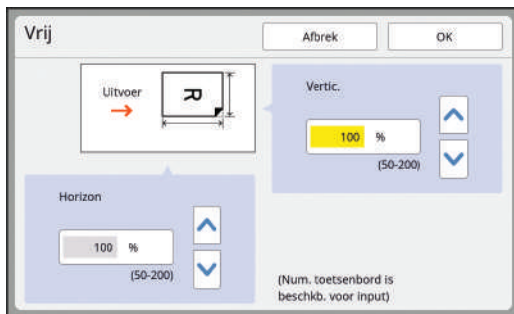 Vrij
Afbrek
OK
Uitvoer
R
Vertic.
100 %
(50-200)
Horizon
100 %
(50-200)
(Num. toetsenbord is
beschkb. voor input)